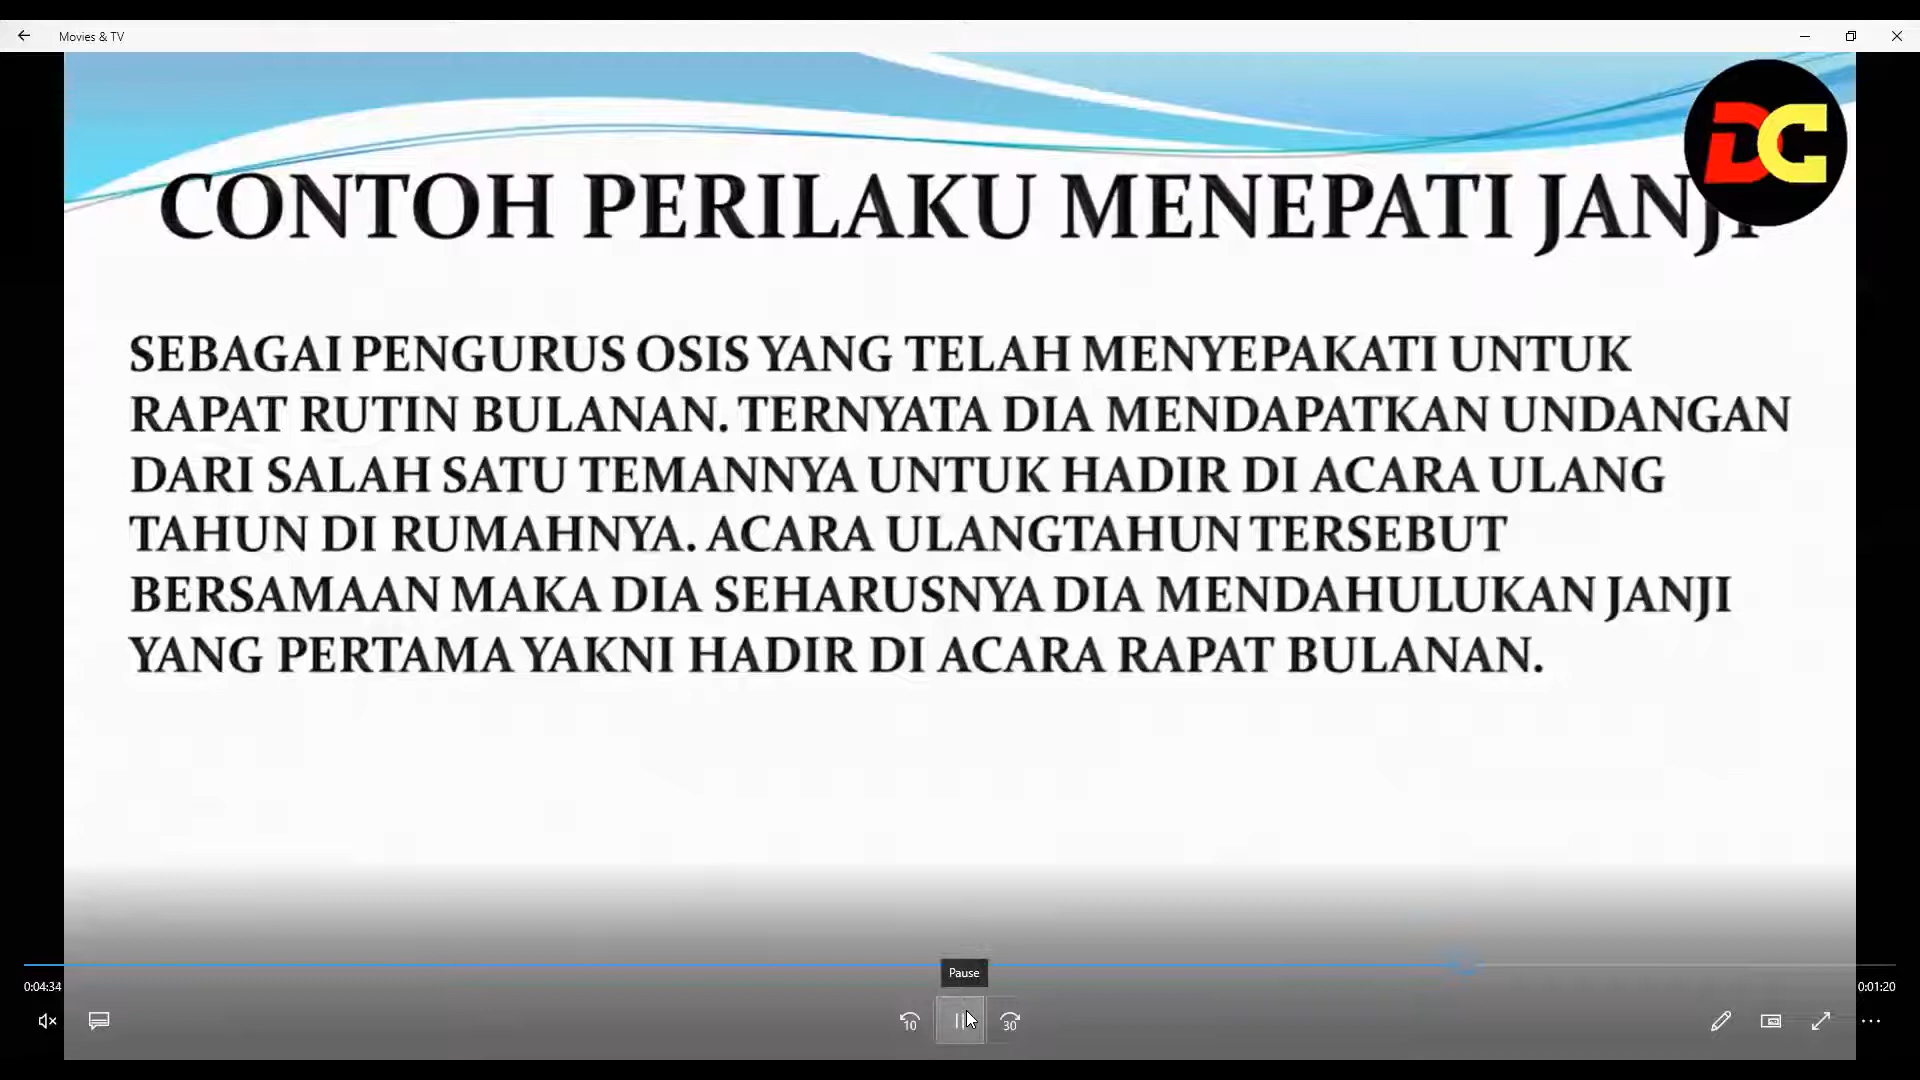 Movies & TV
DC
CONTOH PERILAKU MENEPATI JANJI
SEBAGAI PENGURUS OSIS YANG TELAH MENYEPAKATI UNTUK
RAPAT RUTIN BULANAN. TERNYATA DIA MENDAPATKAN UNDANGAN
DARI SALAH SATU TEMANNYA UNTUK HADIR DI ACARA ULANG
TAHUN DI RUMAHNYA. ACARA ULANGTAHUN TERSEBUT
BERSAMAAN MAKA DIA SEHARUSNYA DIA MENDAHULUKAN JANJI
YANG PERTAMA YAKNI HADIR DI ACARA RAPAT BULANAN.
Pause
0:04:34
0:01:20
10
30